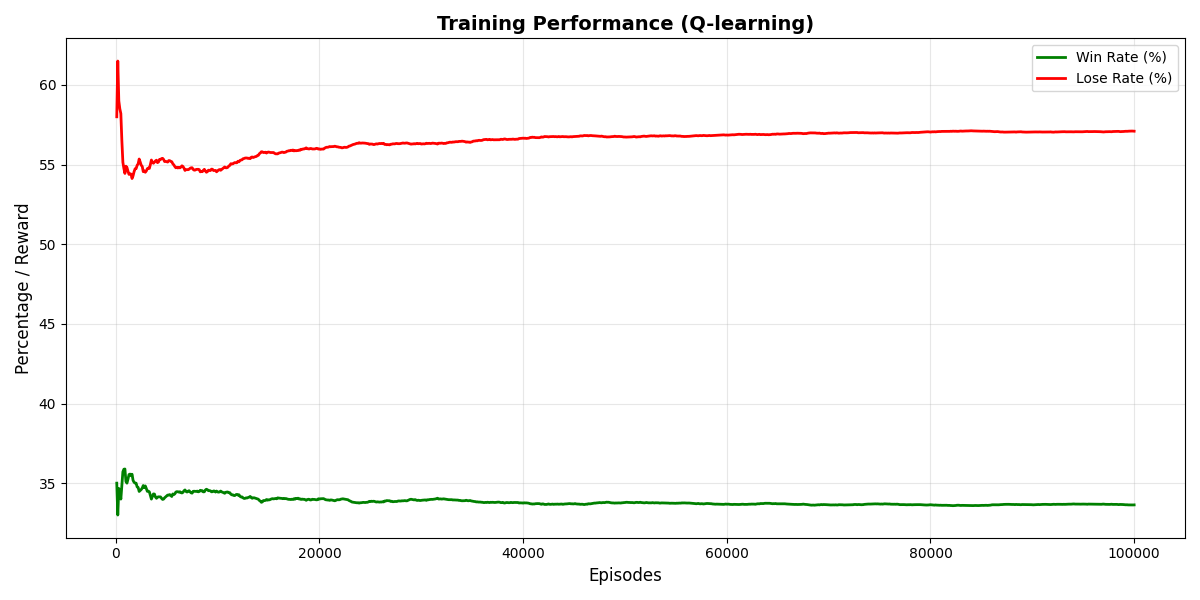 Training Performance (Q-learning)
Win Rate (%)
Lose Rate (%)
Percentage / Reward
60
55
50
45
40
35
0
20000
40000
60000
80000
100000
Episodes